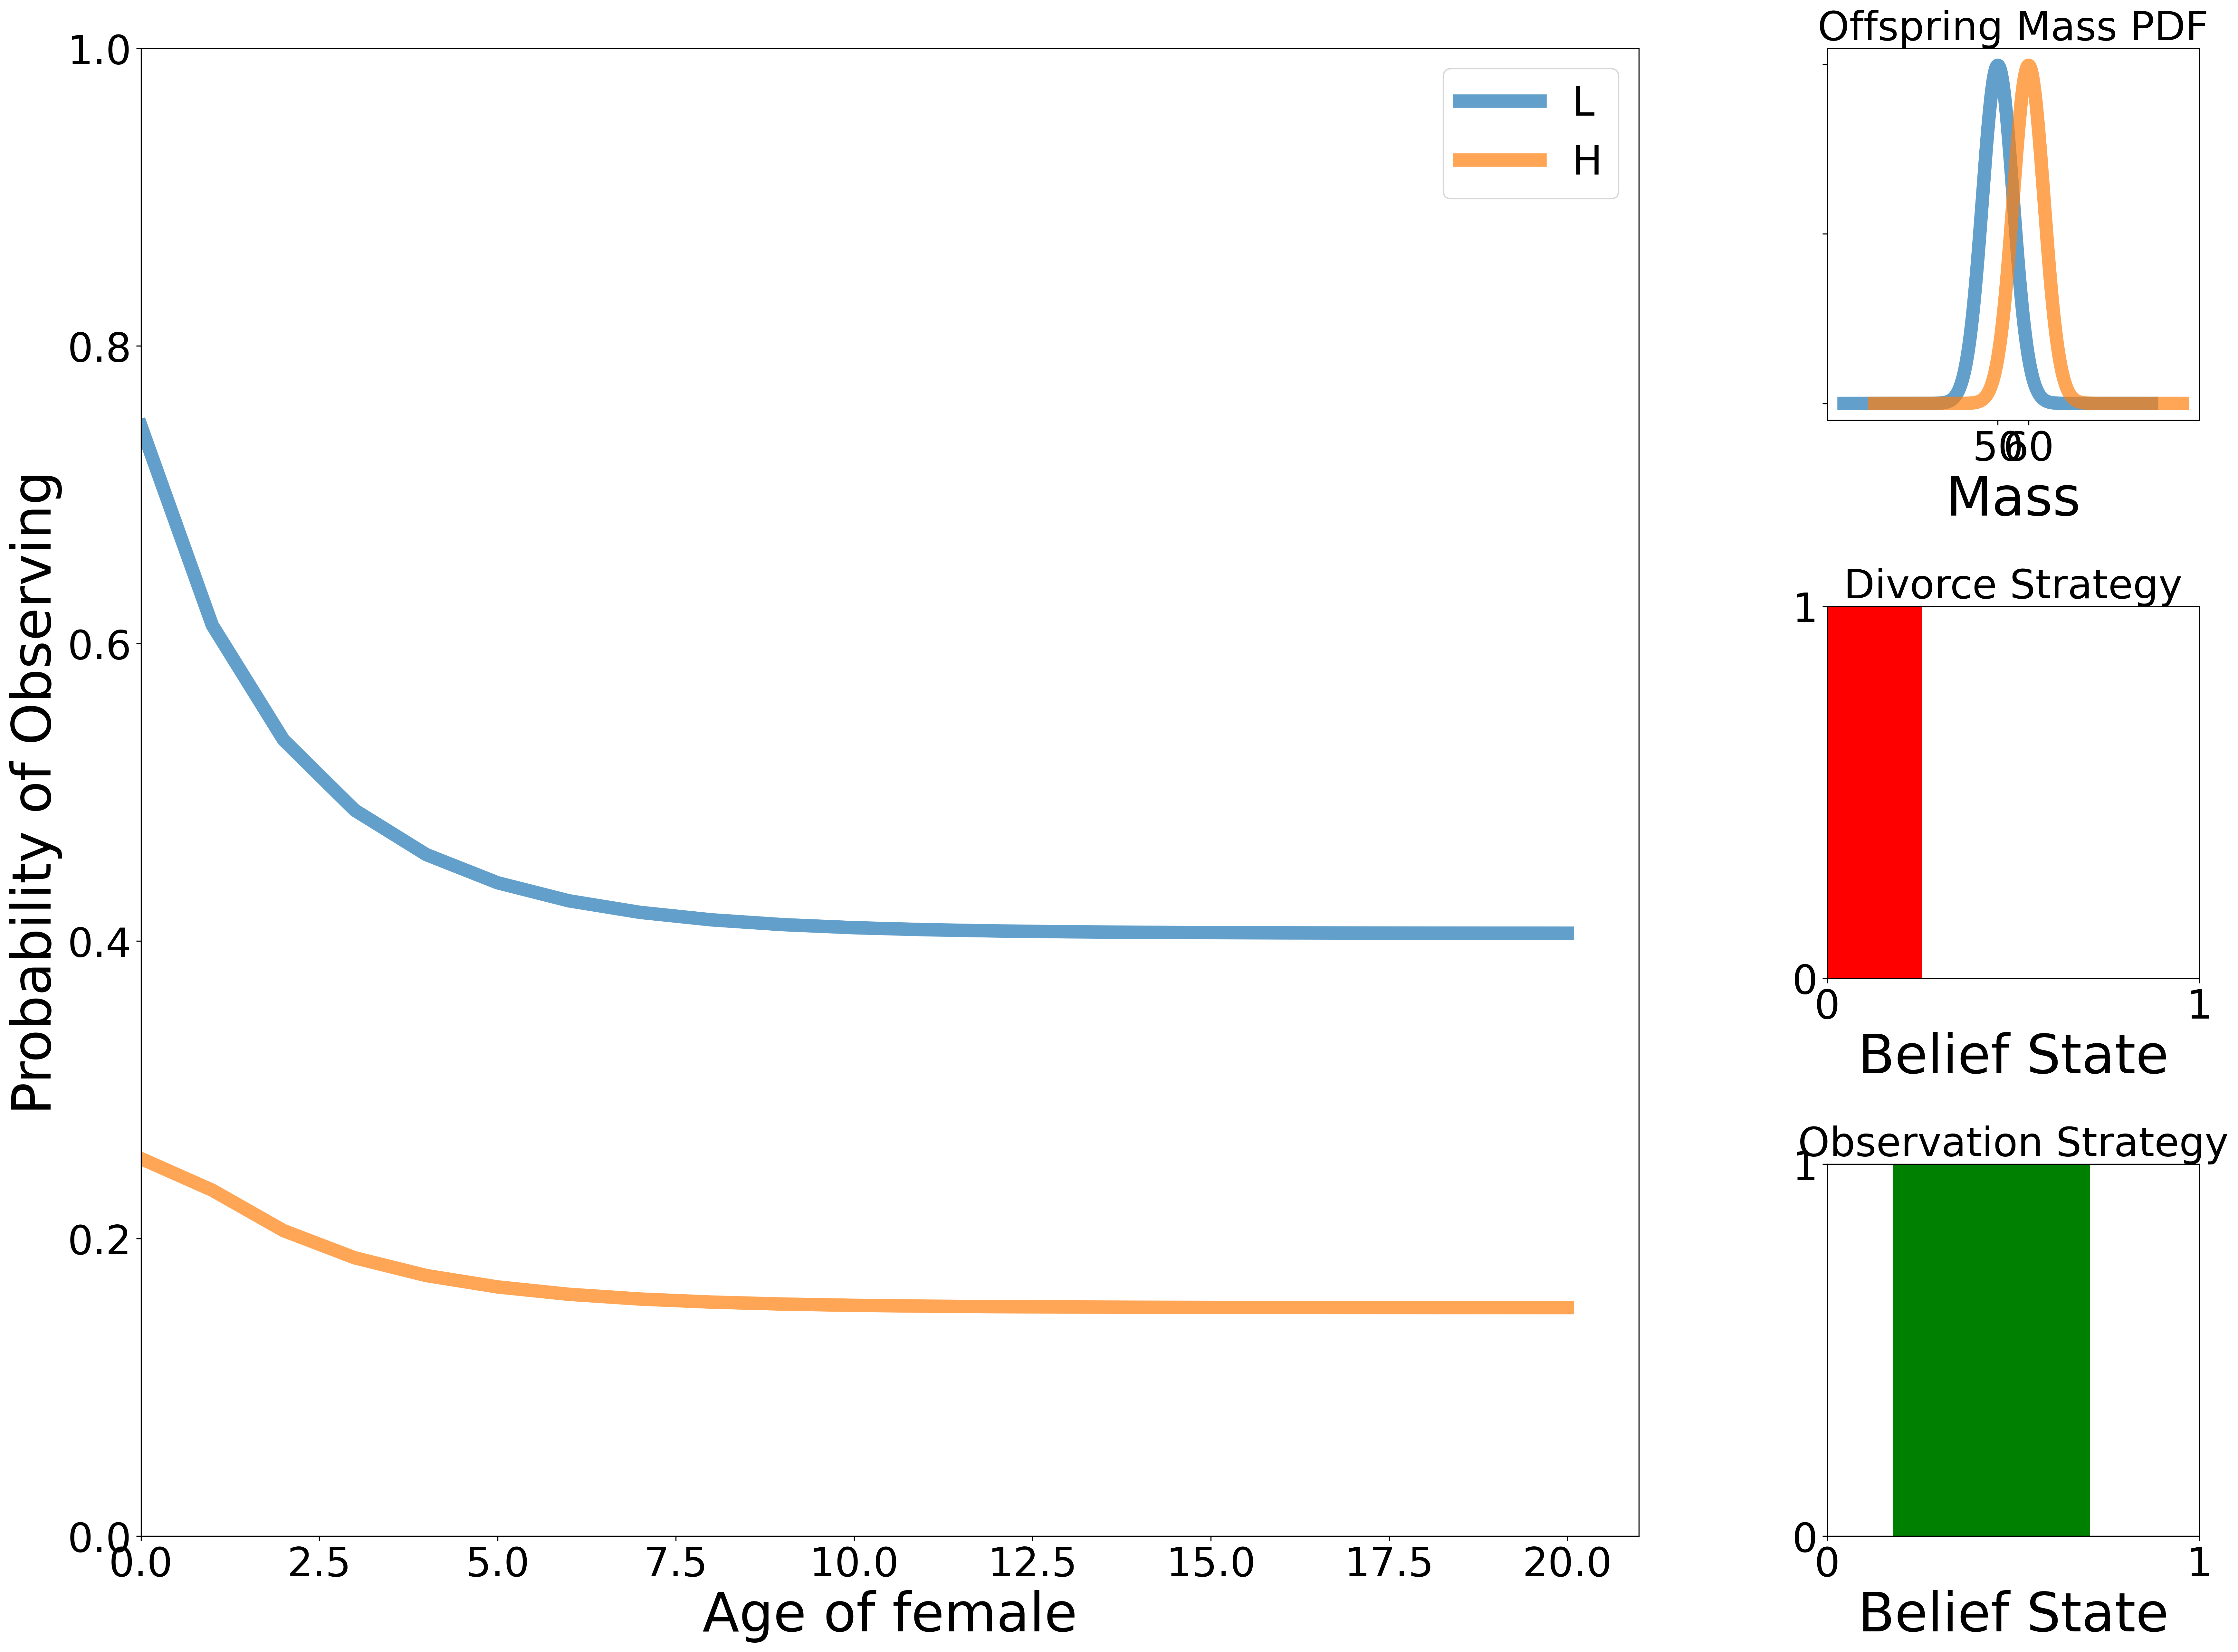 Probability of Observing
1.0
0.8
0.6
0.4
0.2
0.0
0.0 2.5 5.0 7.5 10.0 12.5 15.0 17.5 20.0
Age of female
L
H
Offspring Mass PDF
50 60
Mass
Divorce Strategy
1
0
0 1
Belief State
Observation Strategy
1
0
0 1
Belief State